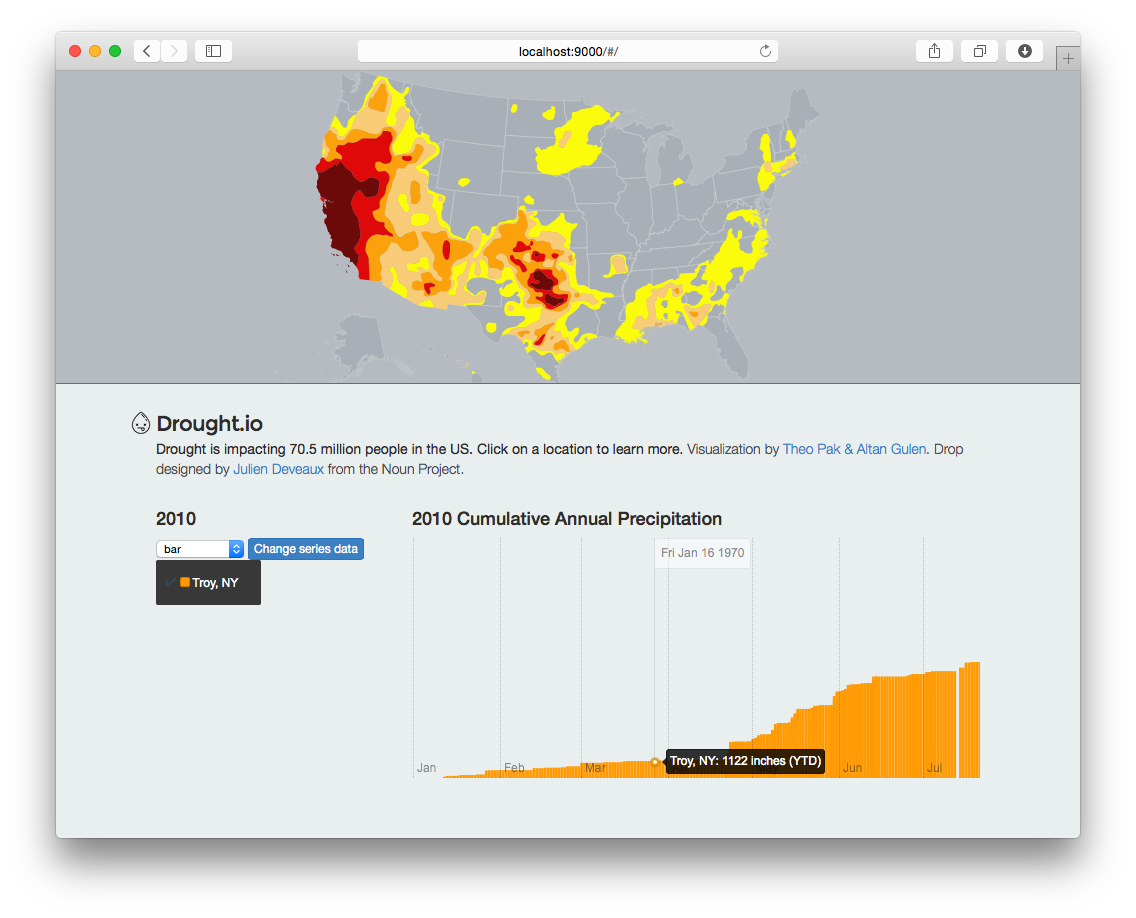 localhost:9000/#/
Drought.io
Drought is impacting 70.5 million people in the US. Click on a location to learn more. Visualization by Theo Pak & Altan Gulen. Drop
designed by Julien Deveaux from the Noun Project.
2010
2010 Cumulative Annual Precipitation
bar
Change series data
Fri Jan 16 1970
Troy, NY
Troy, NY: 1122 inches (YTD)
Jan
Feb
Mar
Jun
Jul